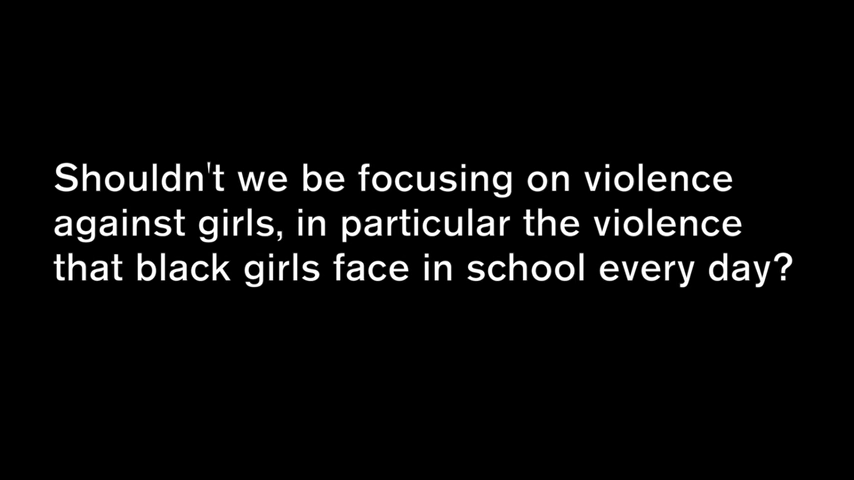 Shouldn't we be focusing on violence
against girls, in particular the violence
that black girls face in school every day?